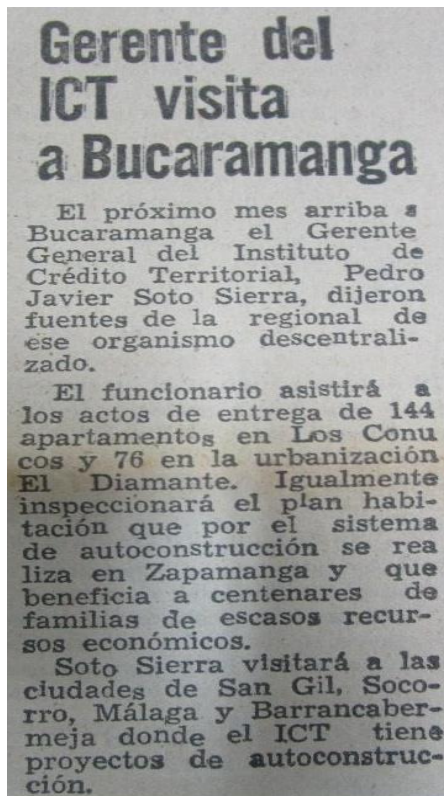 Gerente del
ICT visita
a Bucaramanga
El próximo mes arriba a
Bucaramanga el Gerente
General del Instituto de
Crédito Territorial, Pedro
Javier Soto Sierra, dijeron
fuentes de la regional de
ese organismo descentrali-
zado.
El funcionario asistirá a
los actos de entrega de 144
apartamentos en Los Conu
cos y 76 en la urbanización
El Diamante. Igualmente
inspeccionará el plan habi-
tación que por el sistema
de autoconstrucción se rea
liza en Zapamanga y que
beneficia a centenares de
familias de escasos recur-
sos económicos.
Soto Sierra visitará a las
ciudades de San Gil, Soco-
rro, Málaga y Barrancaber-
meja donde el ICT tiene
proyectos de autoconstruc-
ción.